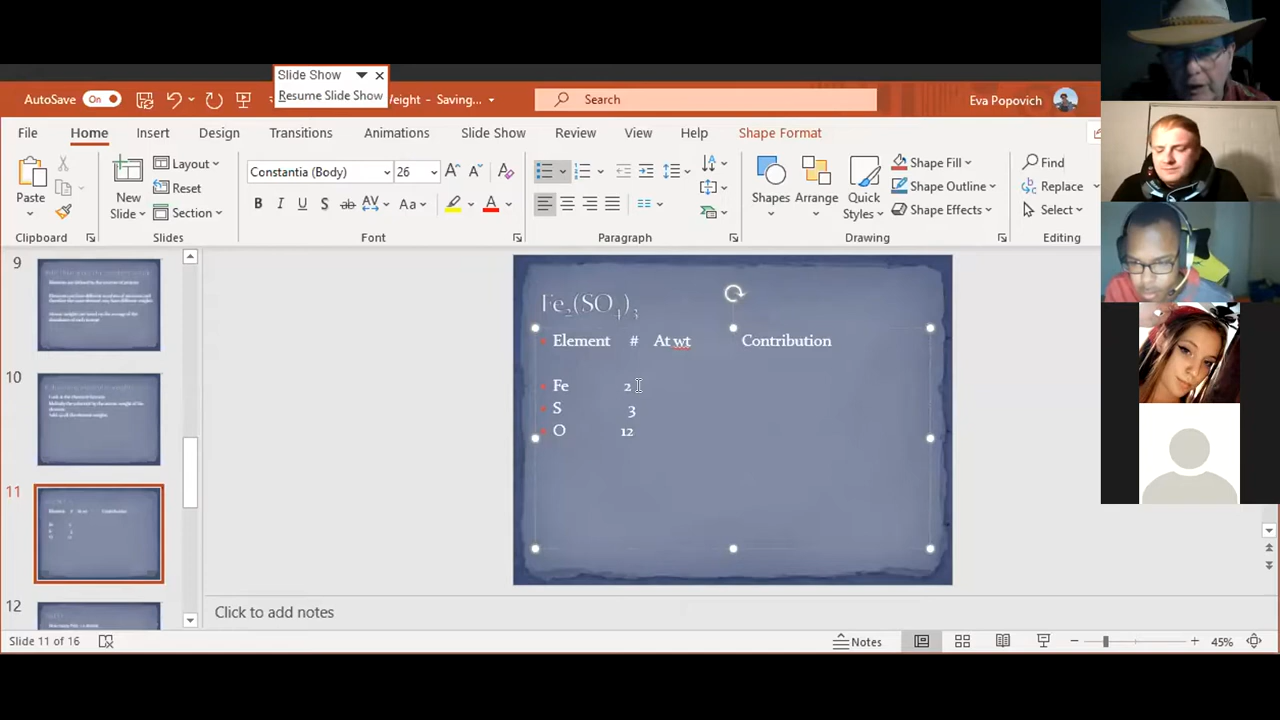 Slide Show
Resume Slide Show
AutoSave On
Weight - Saving...
Search
Eva Popovich
File Home Insert Design Transitions Animations Slide Show Review View Help Shape Format
Paste
New Slide
Layout
Reset
Section
Constantia (Body) 26
B I U S ab AV Aa A A
Shapes Arrange Quick Styles
Shape Fill
Shape Outline
Shape Effects
Find
Replace
Select
Clipboard Slides Font Paragraph Drawing Editing
9
10
11
12
Fe₂(SO₄)₃
Element # At wt Contribution
Fe 2
S 3
O 12
Click to add notes
Slide 11 of 16
Notes
45%